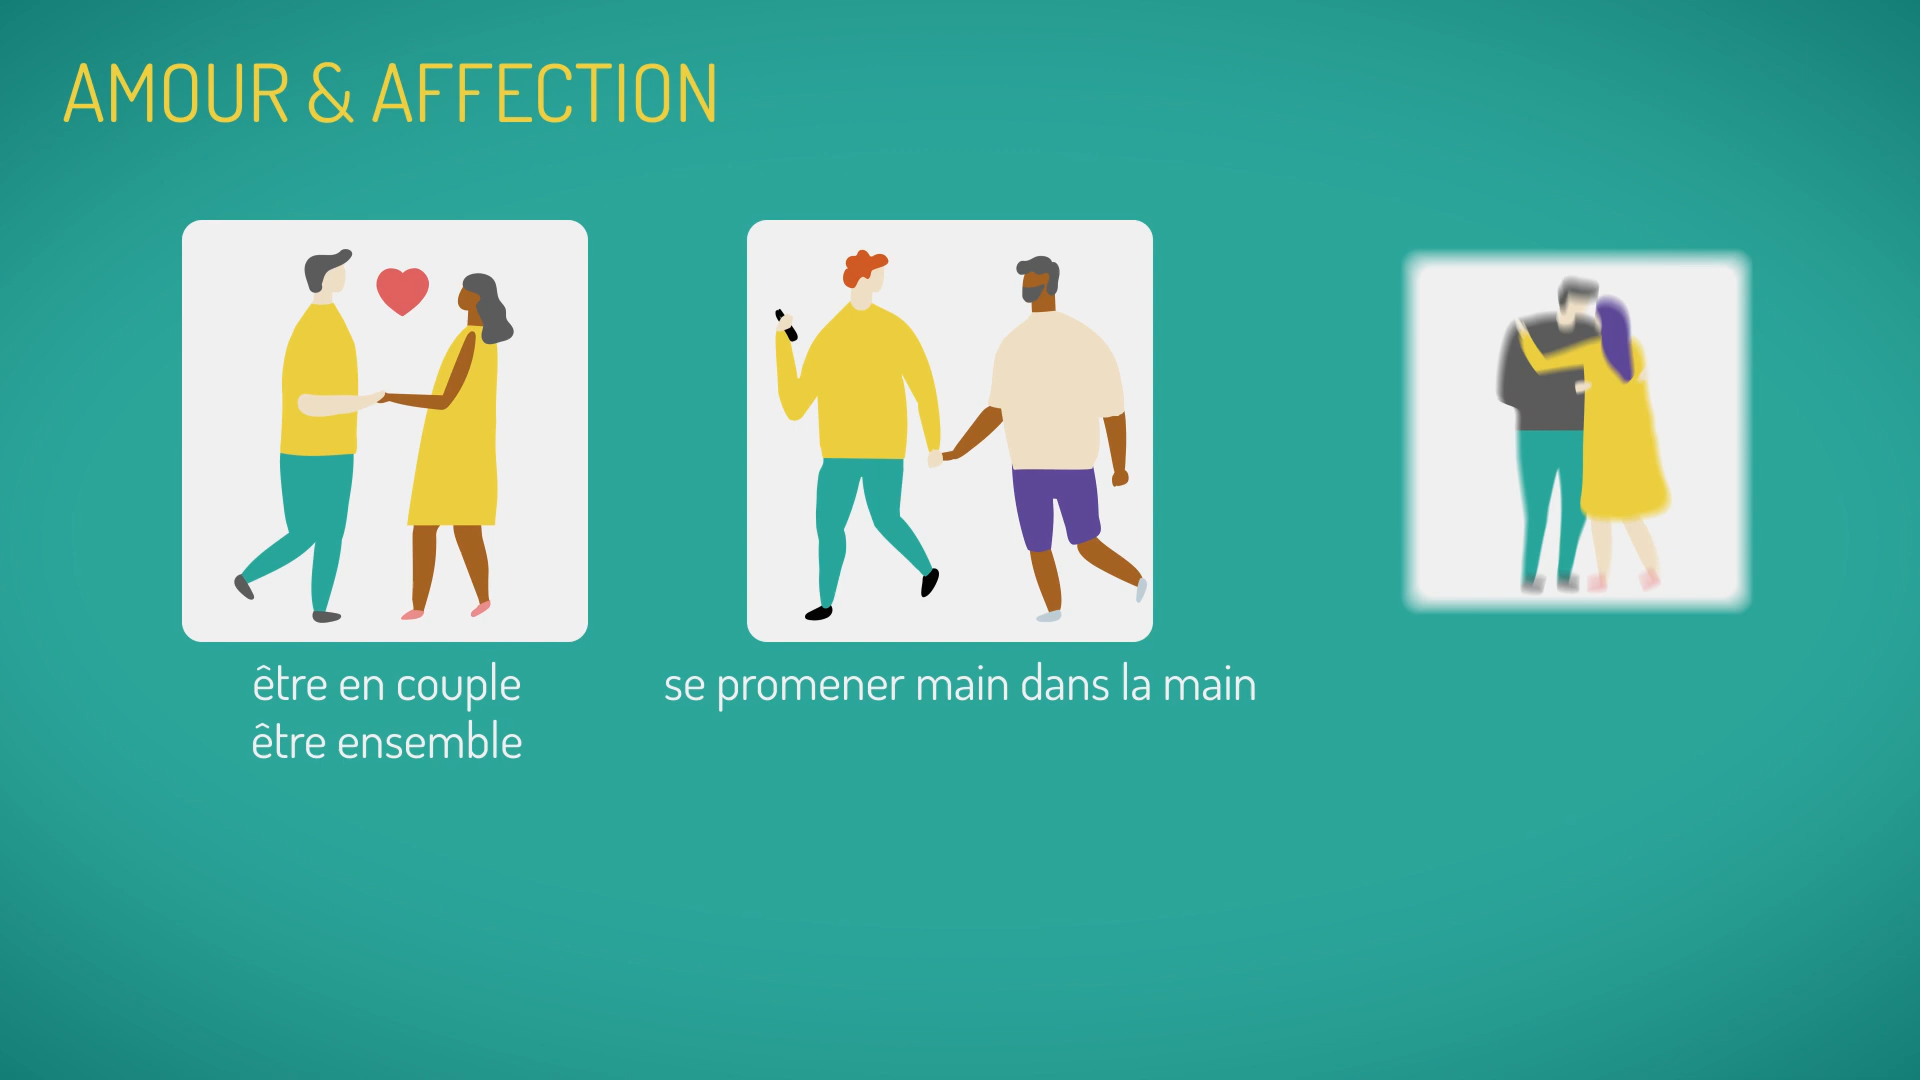 AMOUR & AFFECTION
être en couple
être ensemble
se promener main dans la main